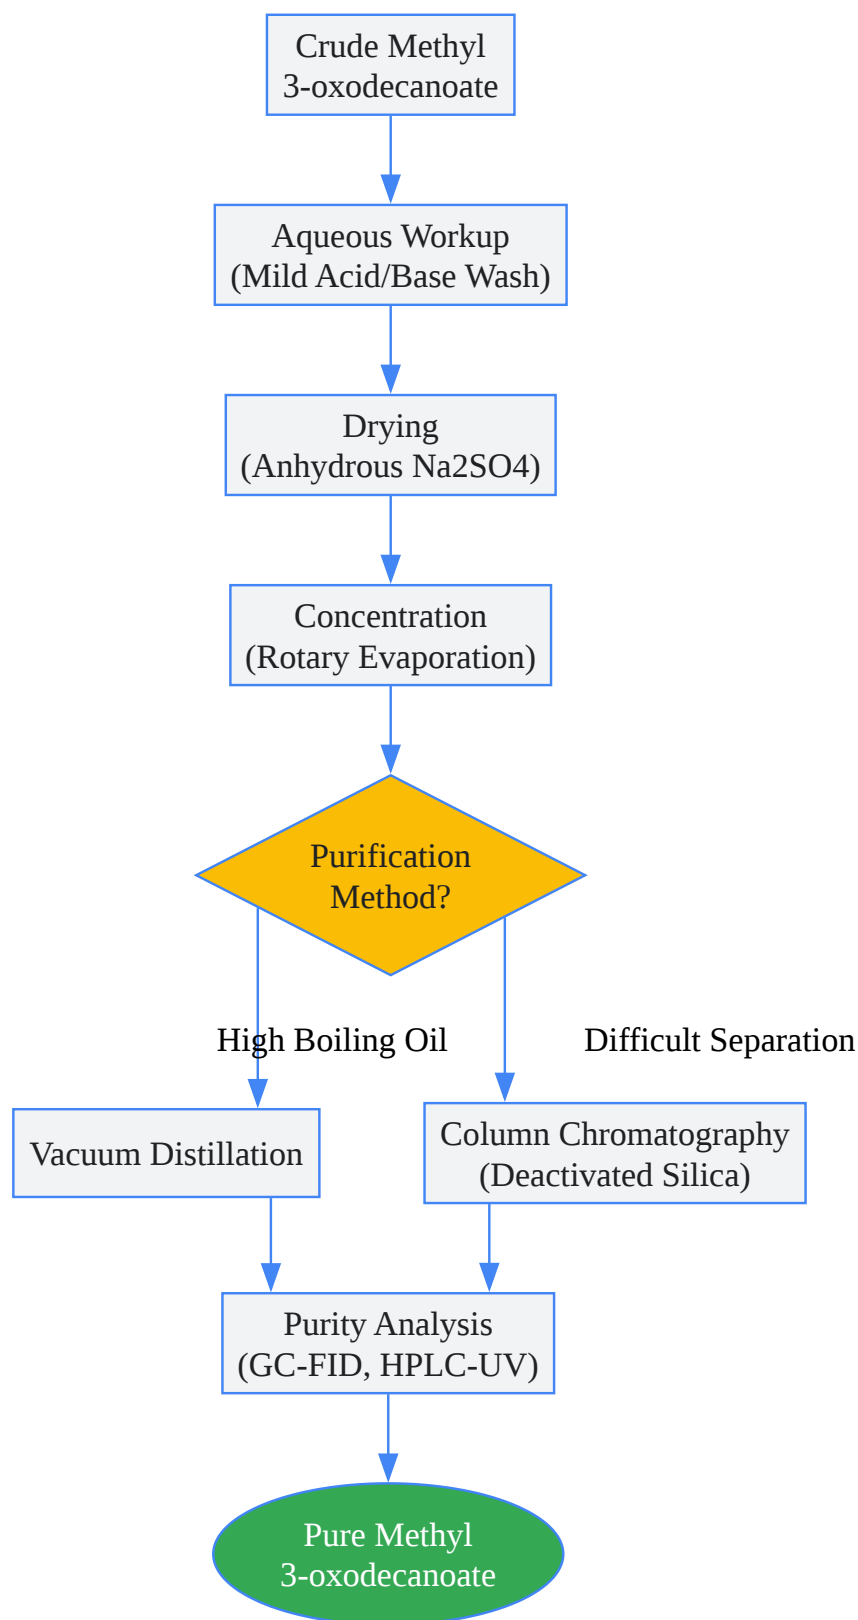 Crude Methyl
3-oxodecanoate
Aqueous Workup
(Mild Acid/Base Wash)
Drying
(Anhydrous Na2SO4)
Concentration
(Rotary Evaporation)
Purification
Method?
High Boiling Oil
Difficult Separation
Vacuum Distillation
Column Chromatography
(Deactivated Silica)
Purity Analysis
(GC-FID, HPLC-UV)
Pure Methyl
3-oxodecanoate